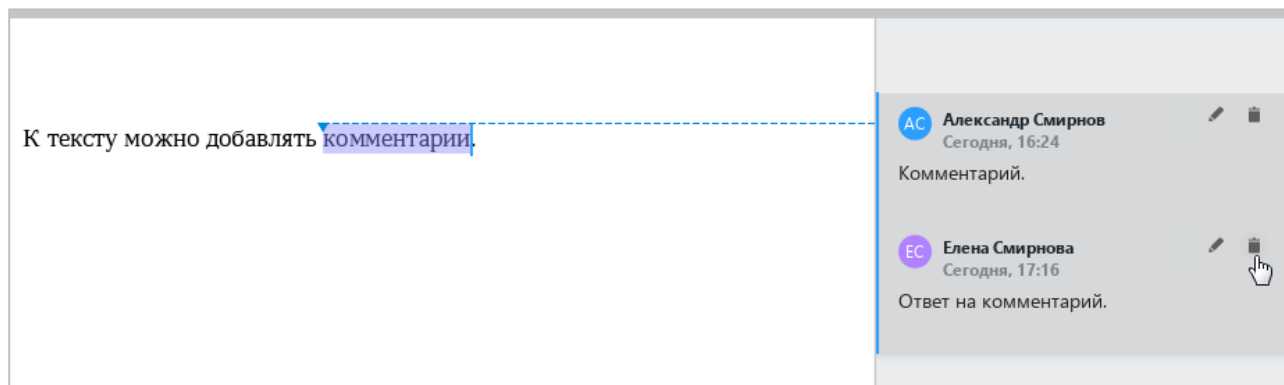 К тексту можно добавлять комментарии.
АС Александр Смирнов
Сегодня, 16:24
Комментарий.
ЕС Елена Смирнова
Сегодня, 17:16
Ответ на комментарий.